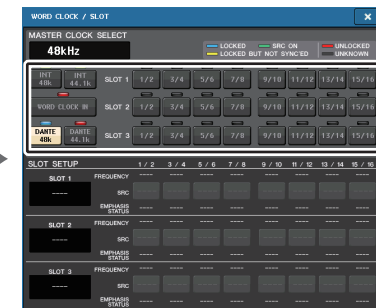 WORD CLOCK / SLOT
MASTER CLOCK SELECT
48kHz
LOCKED SRC ON UNLOCKED
LOCKED BUT NOT SYNC'ED UNKNOWN
INT 48k INT 44.1k SLOT 1 1/2 3/4 5/6 7/8 9/10 11/12 13/14 15/16
WORD CLOCK IN SLOT 2 1/2 3/4 5/6 7/8 9/10 11/12 13/14 15/16
DANTE 48k DANTE 44.1k SLOT 3 1/2 3/4 5/6 7/8 9/10 11/12 13/14 15/16
SLOT SETUP 1 / 2 3 / 4 5 / 6 7 / 8 9 / 10 11 / 12 13 / 14 15 / 16
SLOT 1 FREQUENCY ---- ---- ---- ---- ---- ---- ---- ----
---- SRC
EMPHASIS STATUS ---- ---- ---- ---- ---- ---- ---- ----
SLOT 2 FREQUENCY ---- ---- ---- ---- ---- ---- ---- ----
---- SRC
EMPHASIS STATUS ---- ---- ---- ---- ---- ---- ---- ----
SLOT 3 FREQUENCY ---- ---- ---- ---- ---- ---- ---- ----
---- SRC
EMPHASIS STATUS ---- ---- ---- ---- ---- ---- ---- ----